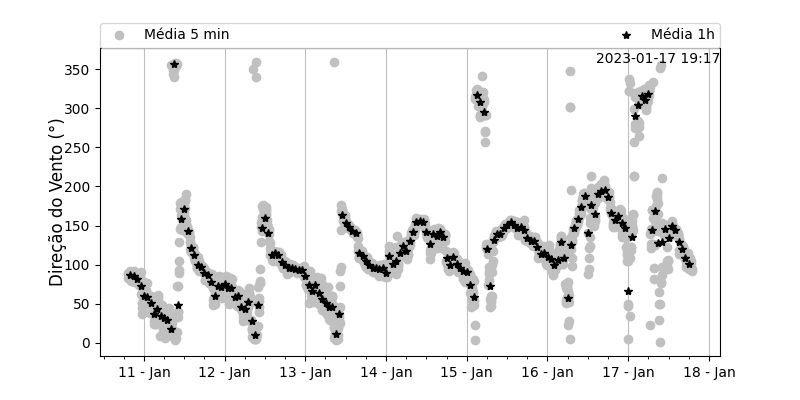 Média 5 min
Média 1h
2023-01-17 19:17
Direção do Vento (°)
350
300
250
200
150
100
50
0
11 - Jan
12 - Jan
13 - Jan
14 - Jan
15 - Jan
16 - Jan
17 - Jan
18 - Jan